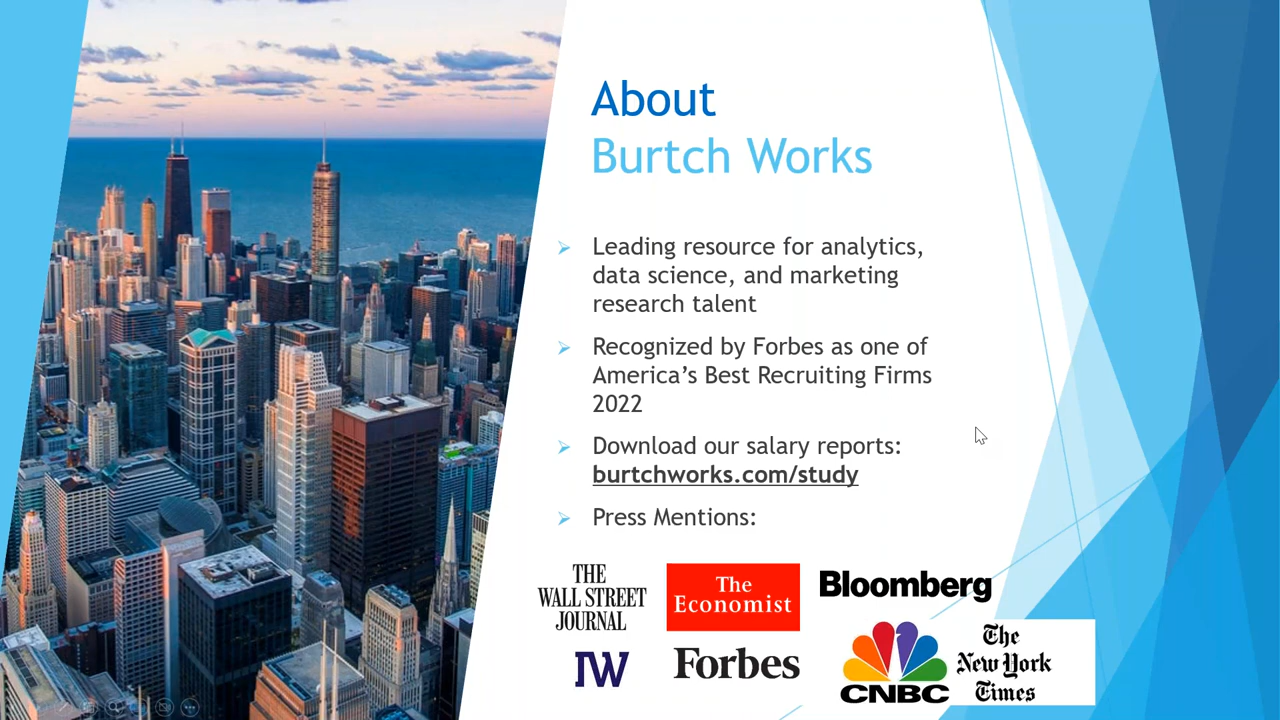 About
Burtch Works
Leading resource for analytics,
data science, and marketing
research talent
Recognized by Forbes as one of
America's Best Recruiting Firms
2022
Download our salary reports:
burtchworks.com/study
Press Mentions:
THE
WALL STREET
JOURNAL
The
Economist
Bloomberg
IW
Forbes
CNBC
The
New York
Times